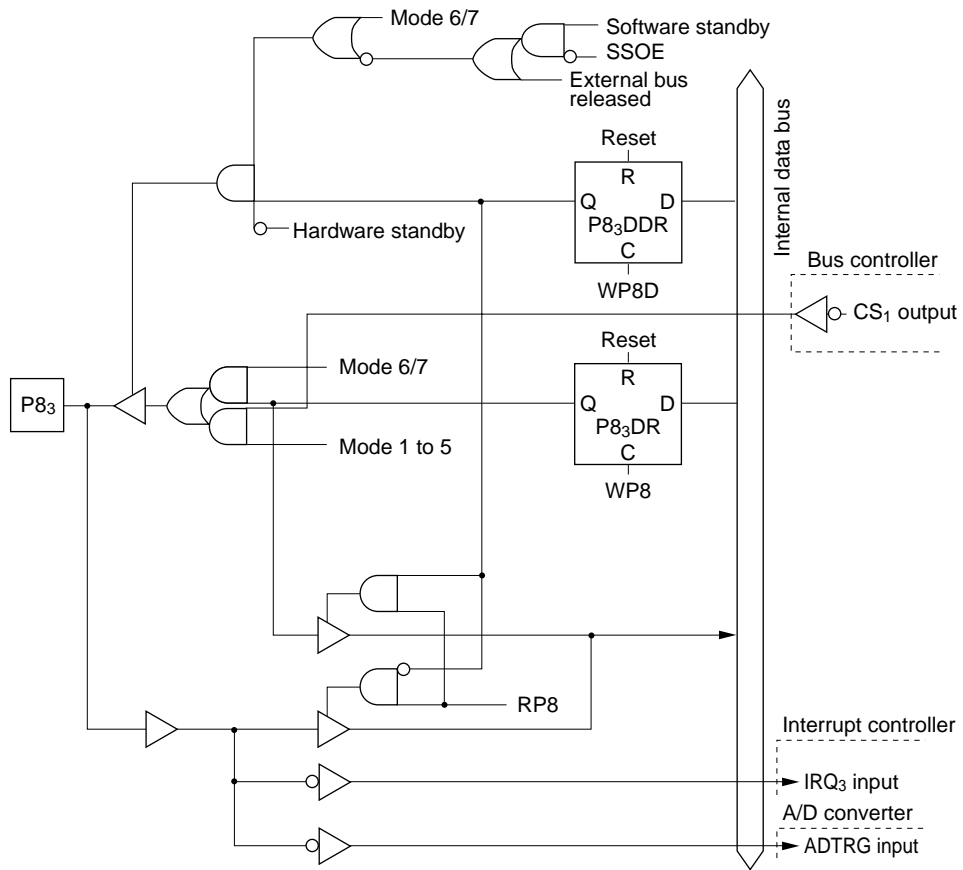 Mode 6/7
Software standby
SSOE
External bus
released
Internal data bus
Reset
R
Q
D
P8₃DDR
C
WP8D
Hardware standby
Bus controller
CS₁ output
Reset
R
Q
D
P8₃DR
C
WP8
Mode 6/7
P8₃
Mode 1 to 5
RP8
Interrupt controller
IRQ₃ input
A/D converter
ADTRG input